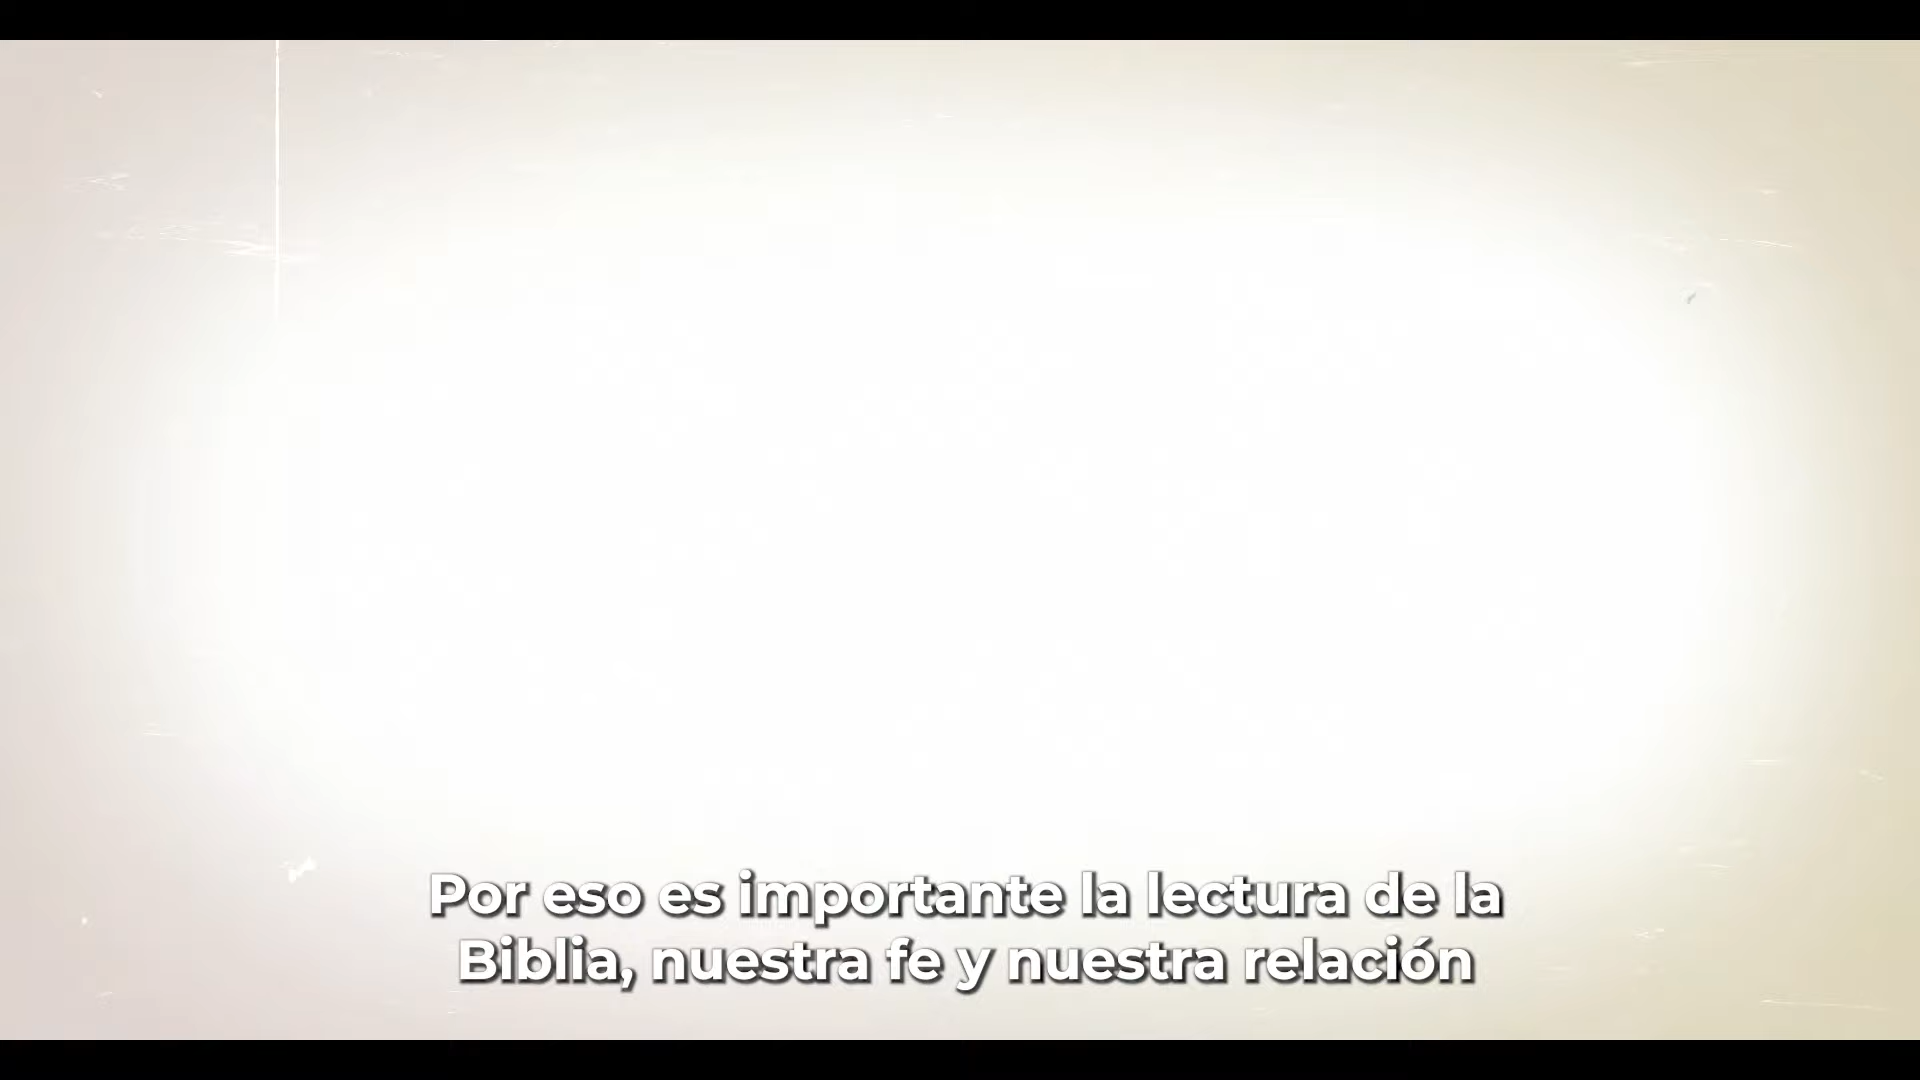 Por eso es importante la lectura de la
Biblia, nuestra fe y nuestra relación